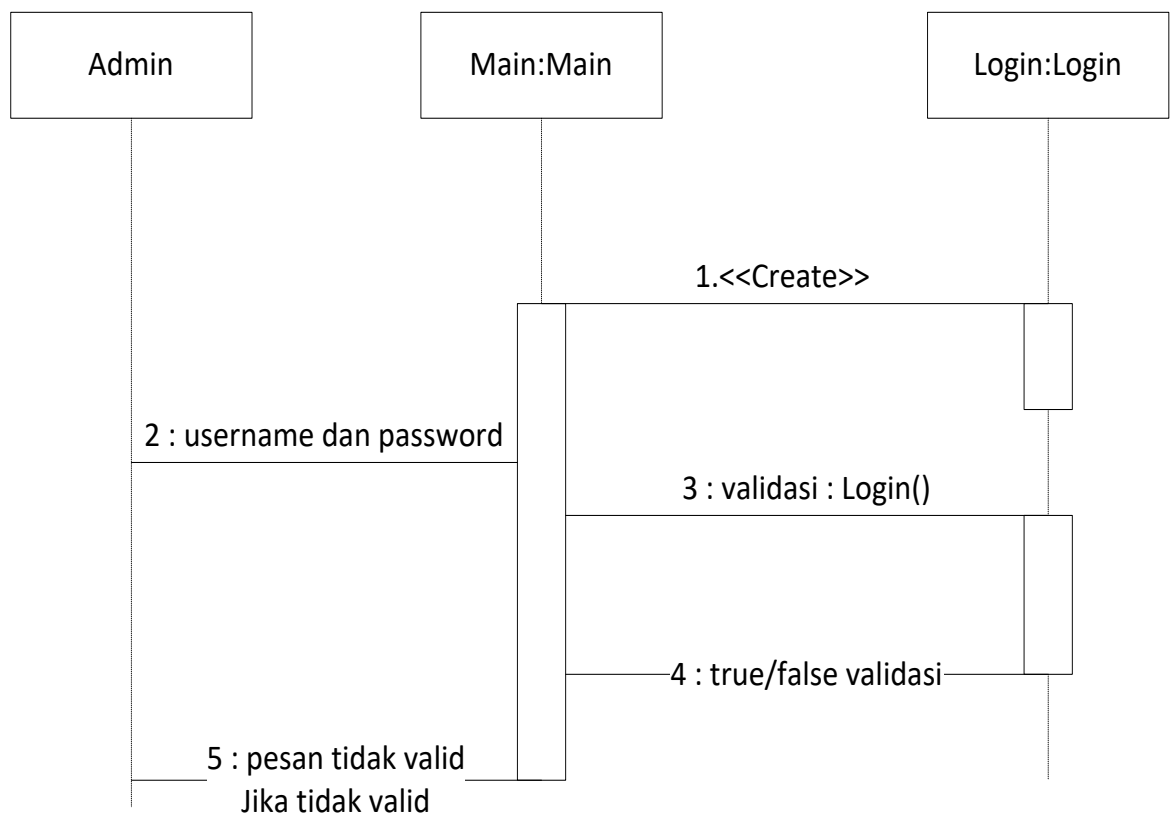 Admin
Main:Main
Login:Login
1.<<Create>>
2 : username dan password
3 : validasi : Login()
4 : true/false validasi
5 : pesan tidak valid
Jika tidak valid